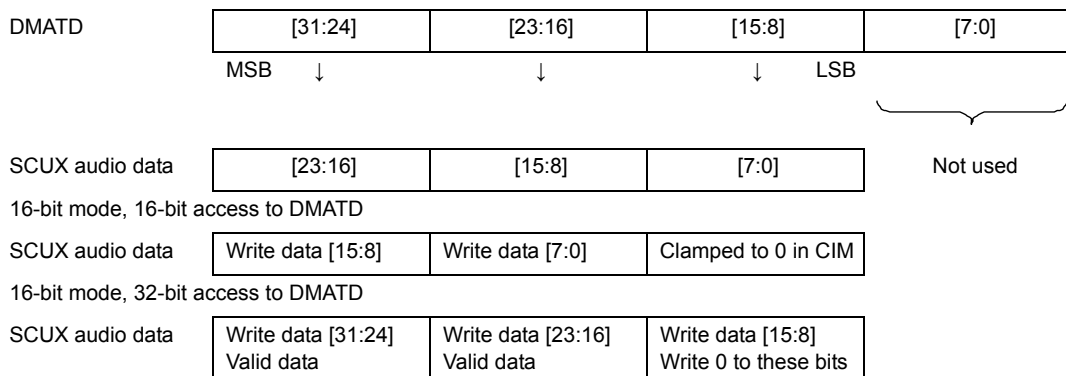 DMATD [31:24] [23:16] [15:8] [7:0]
MSB ↓ ↓ ↓ LSB
SCUX audio data [23:16] [15:8] [7:0] Not used
16-bit mode, 16-bit access to DMATD
SCUX audio data Write data [15:8] Write data [7:0] Clamped to 0 in CIM
16-bit mode, 32-bit access to DMATD
SCUX audio data Write data [31:24] Write data [23:16] Write data [15:8]
Valid data Valid data Write 0 to these bits